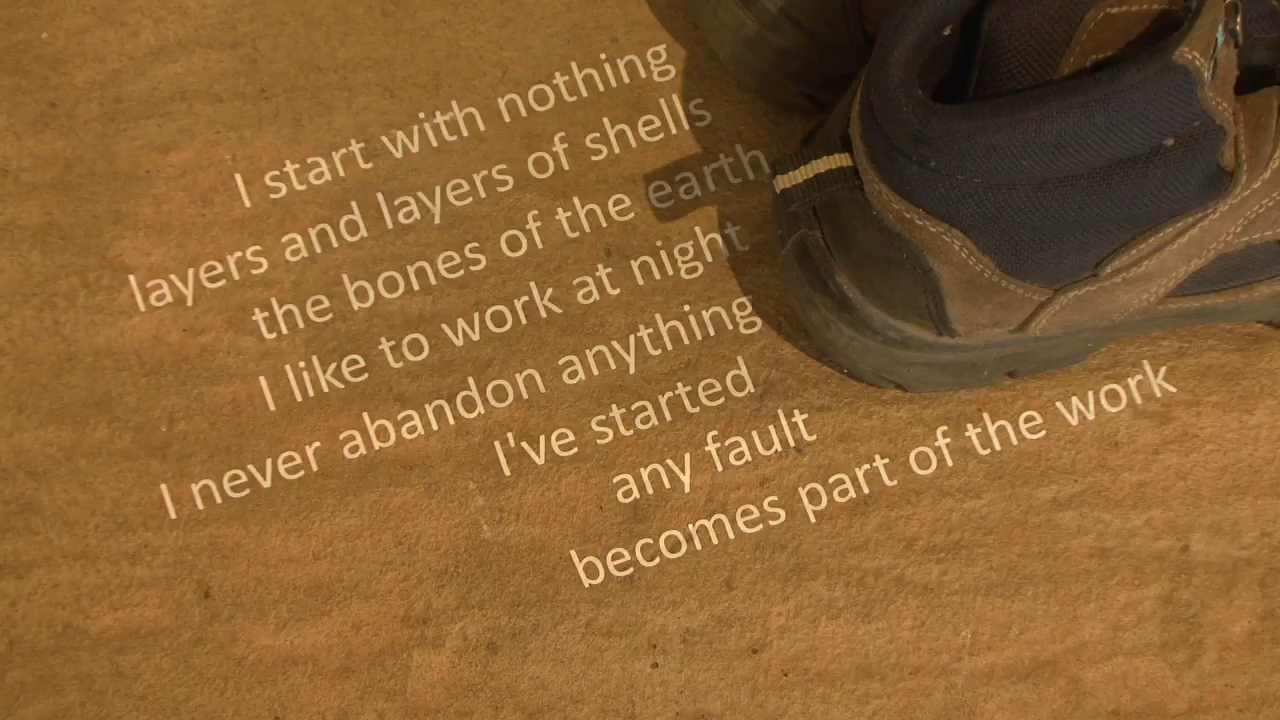 I start with nothing
layers and layers of shells
the bones of the earth
I like to work at night
I never abandon anything
I've started
any fault
becomes part of the work